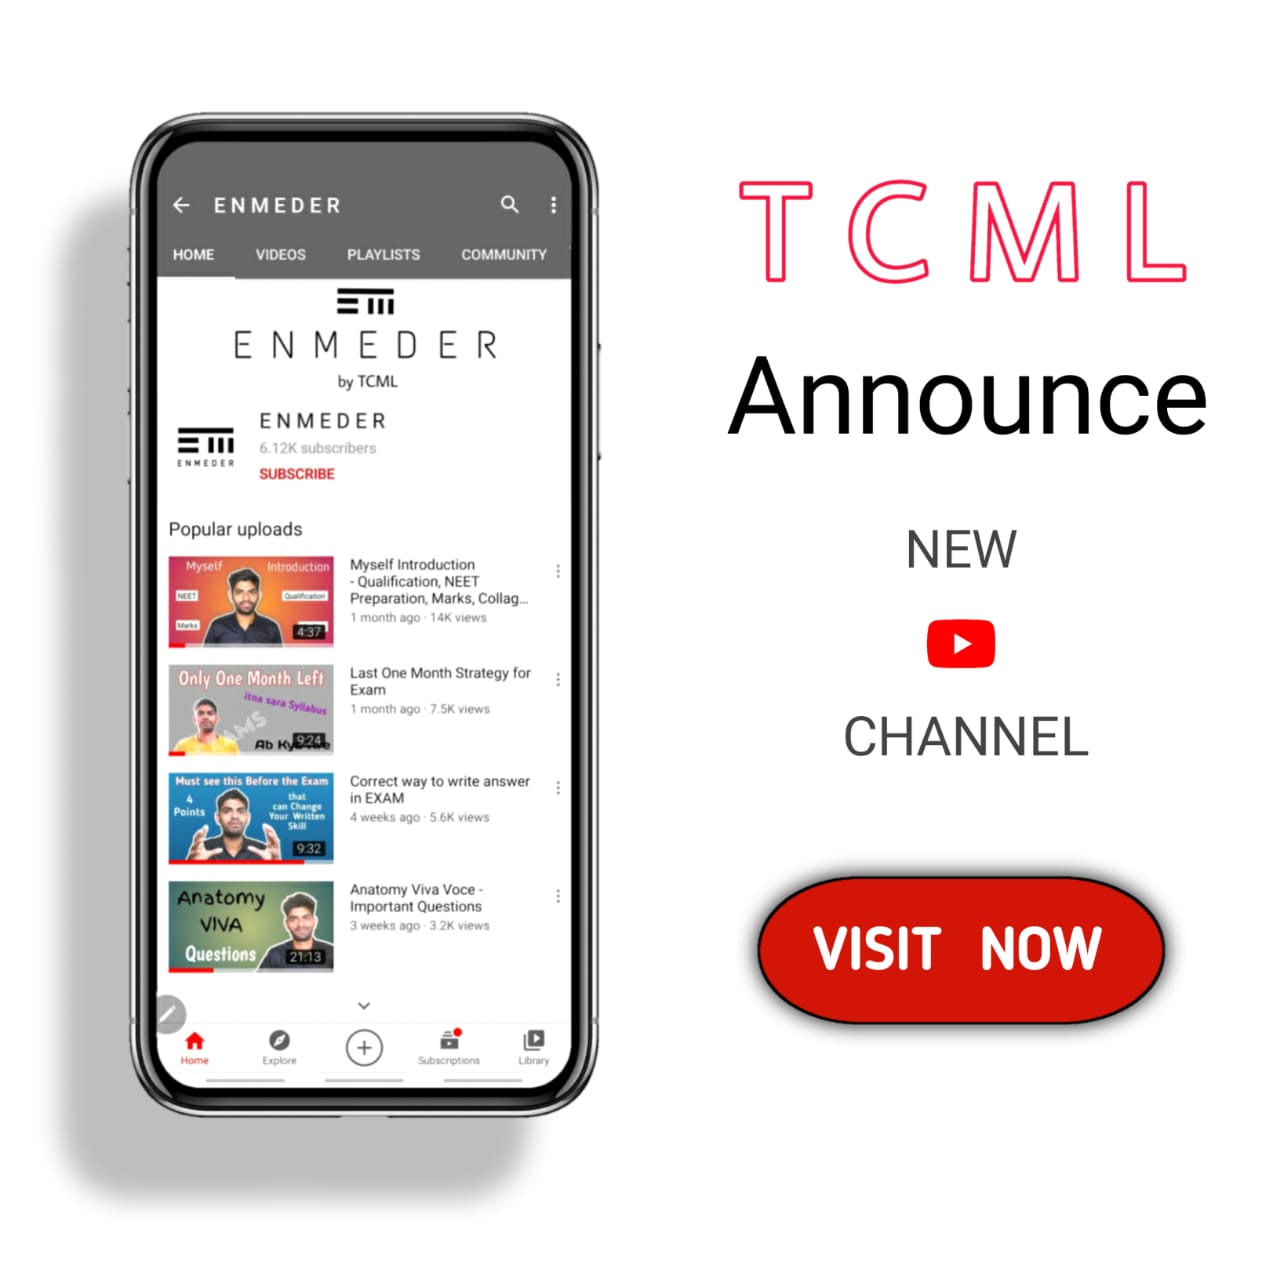 ENMEDER
HOME VIDEOS PLAYLISTS COMMUNITY
ENMEDER
by TCML
ENMEDER
ENMEDER
6.12K subscribers
SUBSCRIBE
Popular uploads
Myself Introduction
NEET
Qualification
Marks
4:37
Myself Introduction
- Qualification, NEET
Preparation, Marks, Collag...
1 month ago · 14K views
Only One Month Left
itna sara Syllabus
Ab
9:24
Last One Month Strategy for
Exam
1 month ago · 7.5K views
Must see this Before the Exam
4
Points
that
can Change
Your Written
Skill
9:32
Correct way to write answer
in EXAM
4 weeks ago · 5.6K views
Anatomy
VIVA
Questions
21:13
Anatomy Viva Voce -
Important Questions
3 weeks ago · 3.2K views
Home Explore Subscriptions Library
TCML
Announce
NEW
CHANNEL
VISIT NOW